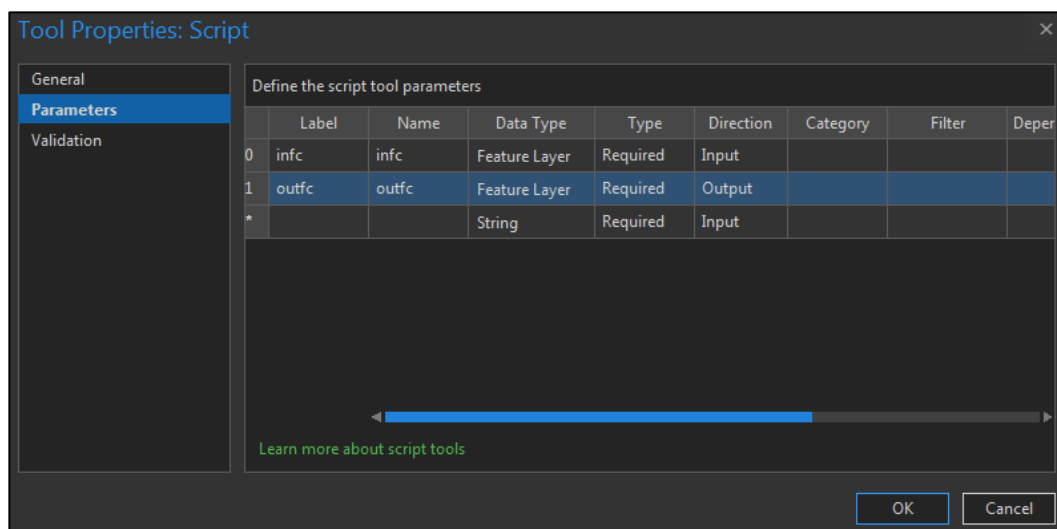 Tool Properties: Script
General
Parameters
Validation
Define the script tool parameters
Label Name Data Type Type Direction Category Filter Deper
0 infc infc Feature Layer Required Input
1 outfc outfc Feature Layer Required Output
* String Required Input
Learn more about script tools
OK Cancel